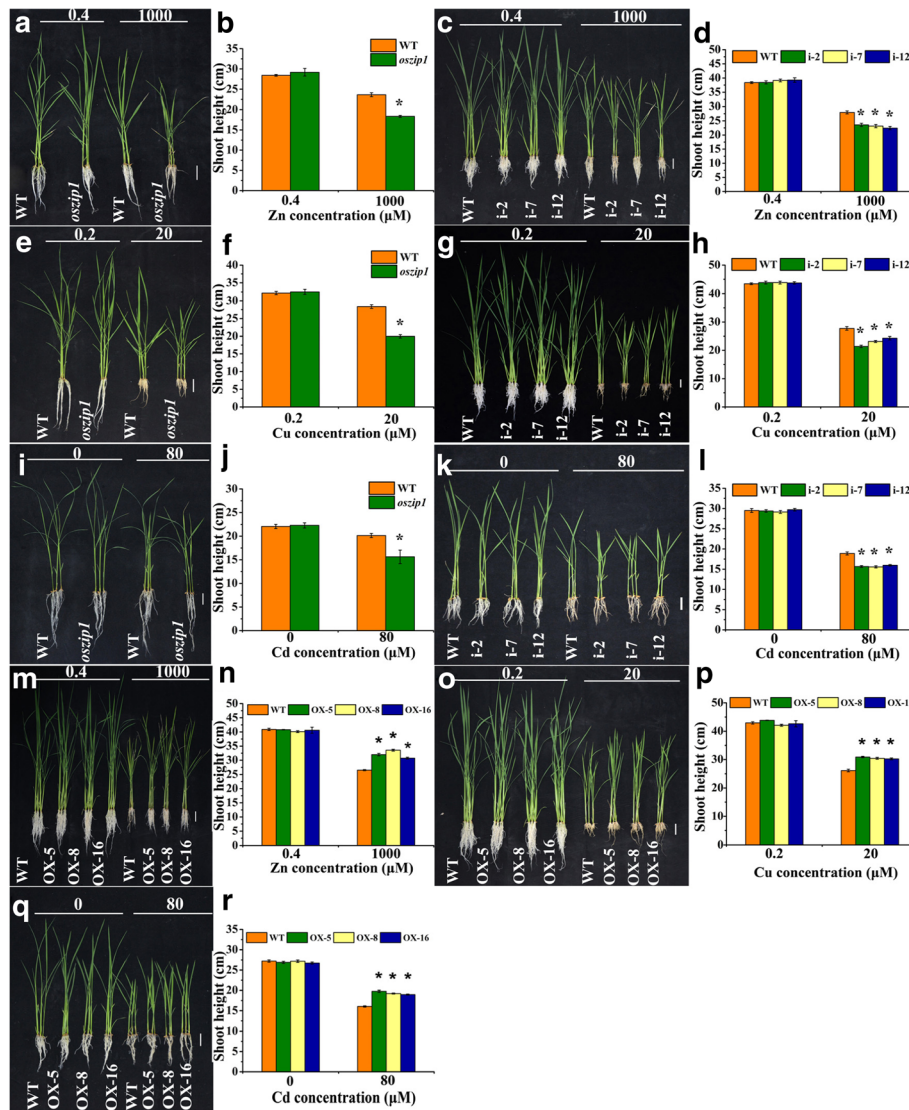 a
0.4 1000
WT oszip1 WT oszip1
b
WT
oszip1
Shoot height (cm)
35
30
25
20
15
10
5
0
*
0.4 1000
Zn concentration (μM)
c
0.4 1000
WT i-2 i-7 i-12 WT i-2 i-7 i-12
d
WT i-2 i-7 i-12
Shoot height (cm)
50
45
40
35
30
25
20
15
10
5
0
* * *
0.4 1000
Zn concentration (μM)
e
0.2 20
WT oszip1 WT oszip1
f
WT
oszip1
Shoot height (cm)
40
35
30
25
20
15
10
5
0
*
0.2 20
Cu concentration (μM)
g
0.2 20
WT i-2 i-7 i-12 WT i-2 i-7 i-12
h
WT i-2 i-7 i-12
Shoot height (cm)
50
40
30
20
10
0
* * *
0.2 20
Cu concentration (μM)
i
0 80
WT oszip1 WT oszip1
j
WT
oszip1
Shoot height (cm)
25
20
15
10
5
0
*
0 80
Cd concentration (μM)
k
0 80
WT i-2 i-7 i-12 WT i-2 i-7 i-12
l
WT i-2 i-7 i-12
Shoot height (cm)
35
30
25
20
15
10
5
0
* * *
0 80
Cd concentration (μM)
m
0.4 1000
WT OX-5 OX-8 OX-16 WT OX-5 OX-8 OX-16
n
WT OX-5 OX-8 OX-16
Shoot height (cm)
50
45
40
35
30
25
20
15
10
5
0
* * *
0.4 1000
Zn concentration (μM)
o
0.2 20
WT OX-5 OX-8 OX-16 WT OX-5 OX-8 OX-16
p
WT OX-5 OX-8 OX-1
Shoot height (cm)
50
40
30
20
10
0
* * *
0.2 20
Cu concentration (μM)
q
0 80
WT OX-5 OX-8 OX-16 WT OX-5 OX-8 OX-16
r
WT OX-5 OX-8 OX-16
Shoot height (cm)
35
30
25
20
15
10
5
0
* * *
0 80
Cd concentration (μM)